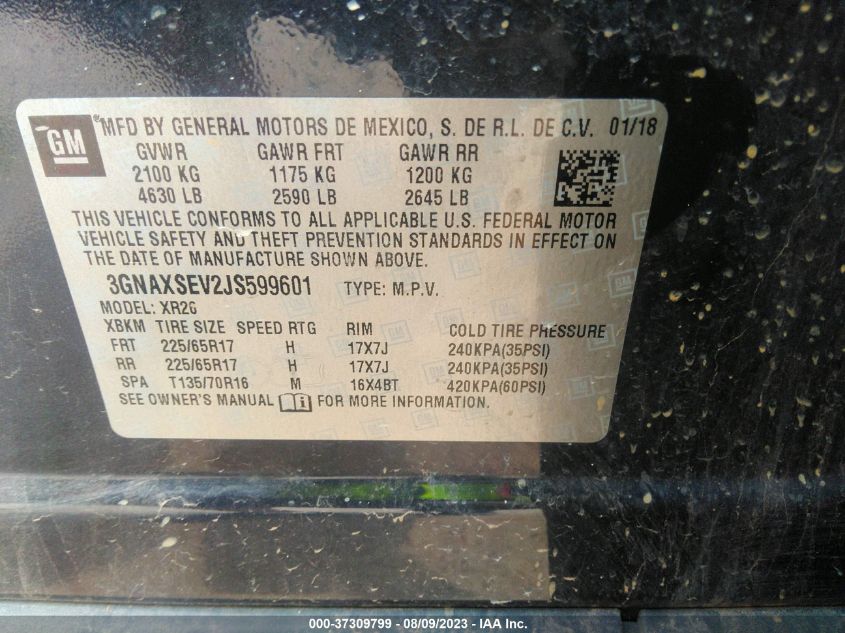 GM
®MFD BY GENERAL MOTORS DE MEXICO, S. DE R.L. DE C.V. 01/18
GVWR GAWR FRT GAWR RR
2100 KG 1175 KG 1200 KG
4630 LB 2590 LB 2645 LB
THIS VEHICLE CONFORMS TO ALL APPLICABLE U.S. FEDERAL MOTOR
VEHICLE SAFETY AND THEFT PREVENTION STANDARDS IN EFFECT ON
THE DATE OF MANUFACTURE SHOWN ABOVE.
3GNAXSEV2JS599601 TYPE: M.P.V.
MODEL: XR26
XBKM TIRE SIZE SPEED RTG RIM COLD TIRE PRESSURE
FRT 225/65R17 H 17X7J 240KPA(35PSI)
RR 225/65R17 H 17X7J 240KPA(35PSI)
SPA T135/70R16 M 16X4BT 420KPA(60PSI)
SEE OWNER'S MANUAL FOR MORE INFORMATION.
000-37309799 - 08/09/2023 - IAA Inc.